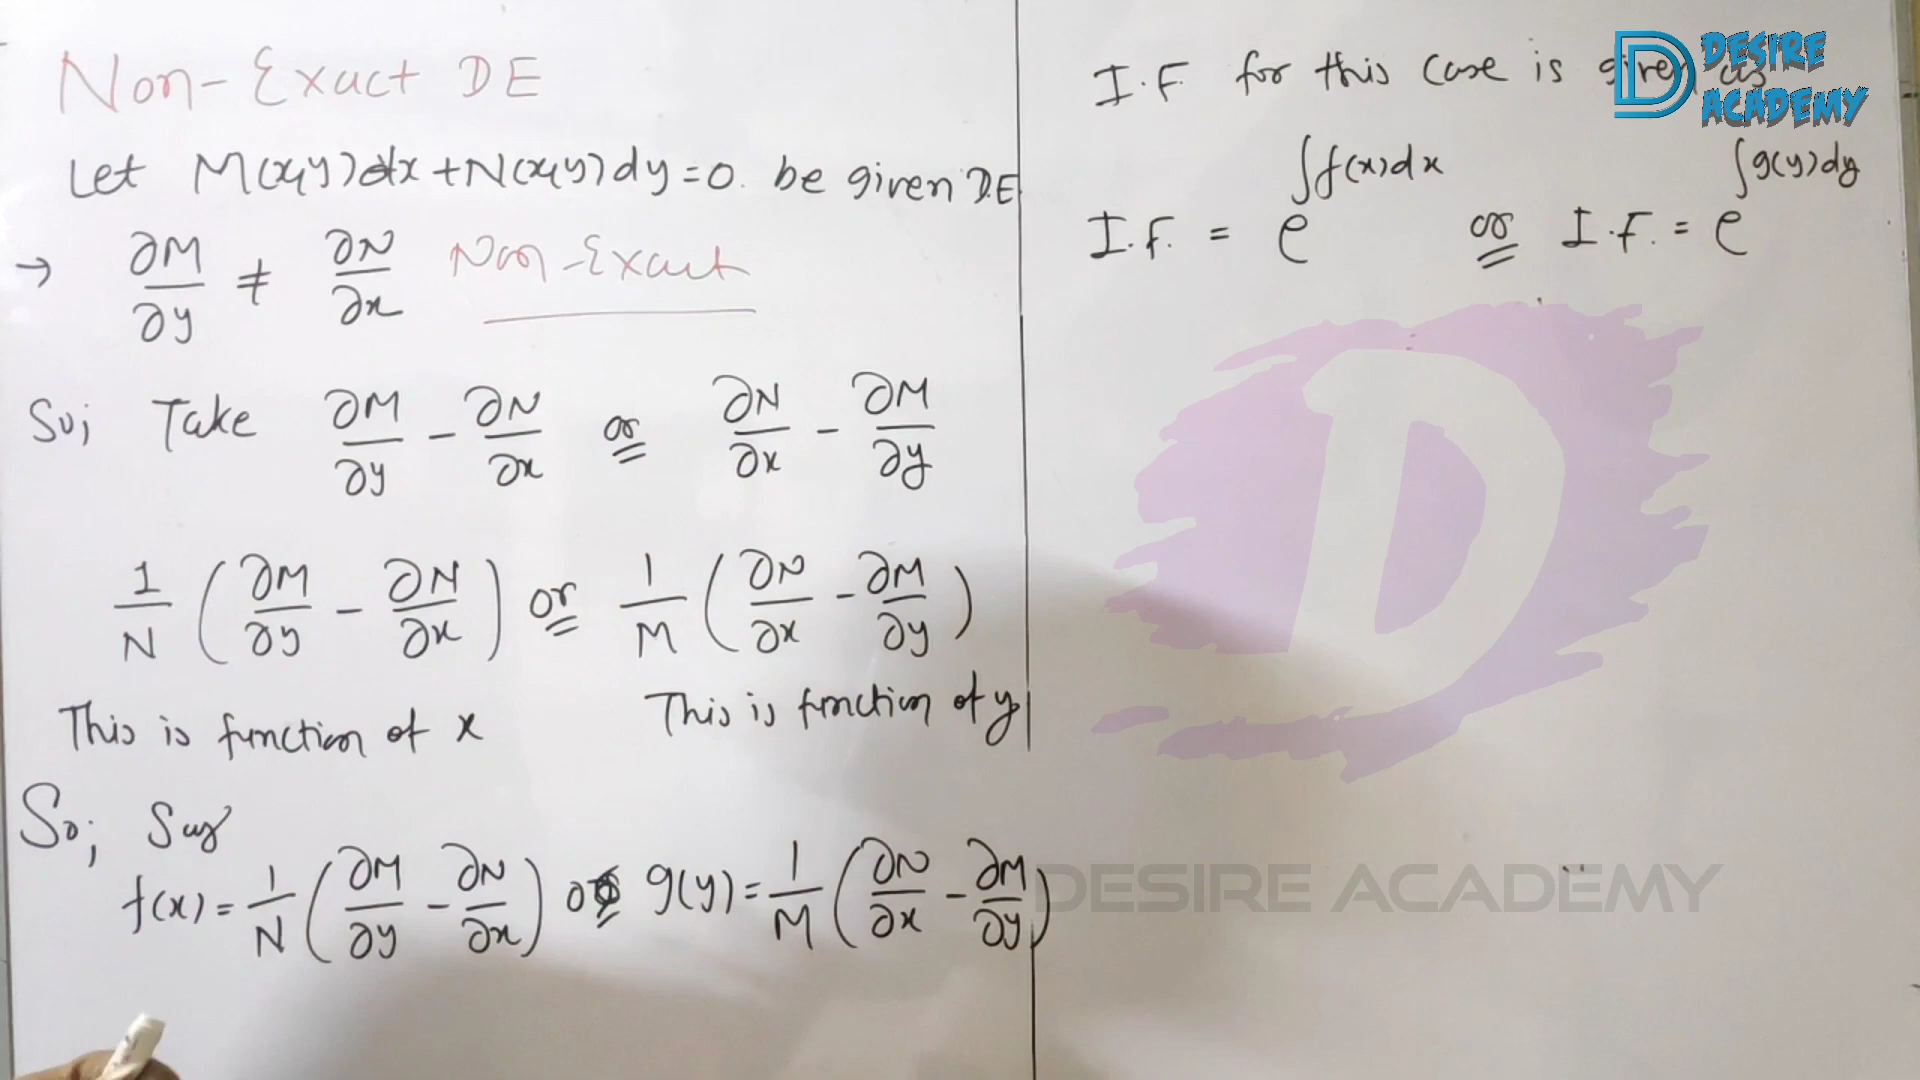 Non-Exact DE
Let M(x,y)dx+N(x,y)dy=0. be given D.E
→ ∂M/∂y ≠ ∂N/∂x Non-Exact
So; Take ∂M/∂y - ∂N/∂x or ∂N/∂x - ∂M/∂y
1/N (∂M/∂y - ∂N/∂x) or 1/M (∂N/∂x - ∂M/∂y)
This is function of x This is function of y
So; Say
f(x) = 1/N (∂M/∂y - ∂N/∂x) or g(y) = 1/M (∂N/∂x - ∂M/∂y)
I.F. for this case is given as
I.F. = e^∫f(x)dx or I.F. = e^∫g(y)dy
DESIRE
ACADEMY
D
DESIRE ACADEMY